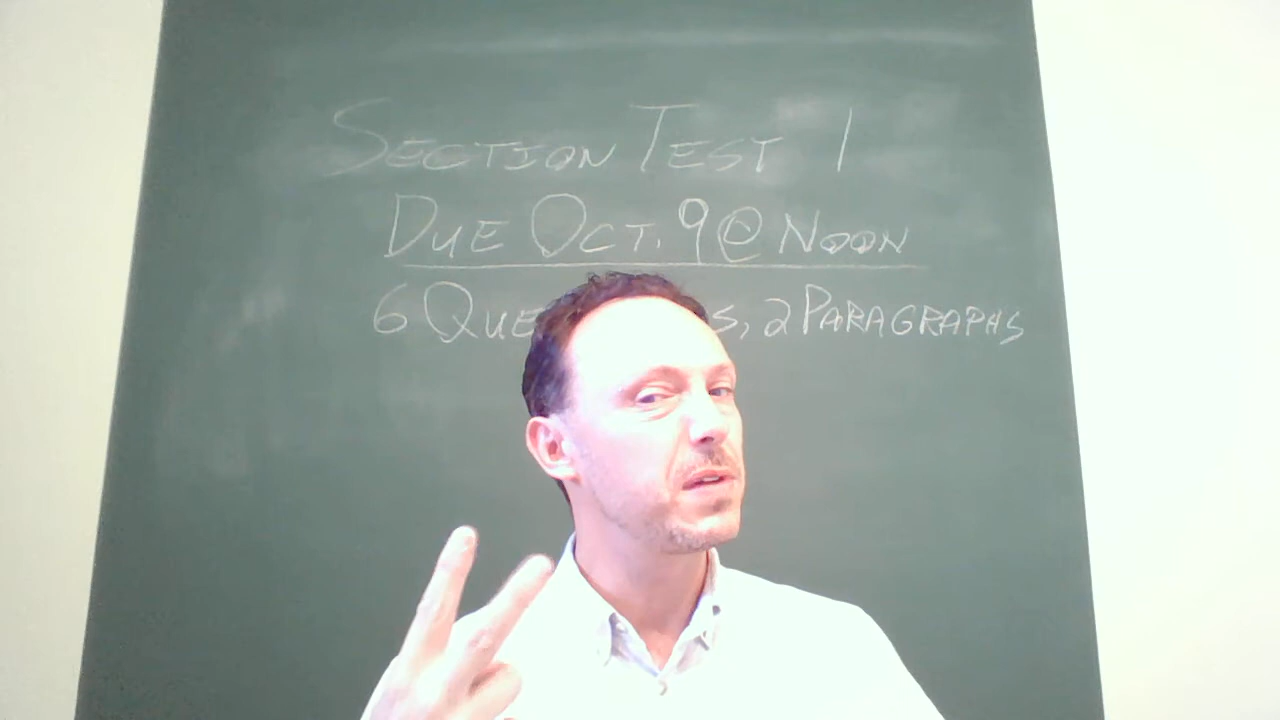 SECTION TEST 1
DUE OCT. 9 @ NOON
6 QUE S, 2 PARAGRAPHS